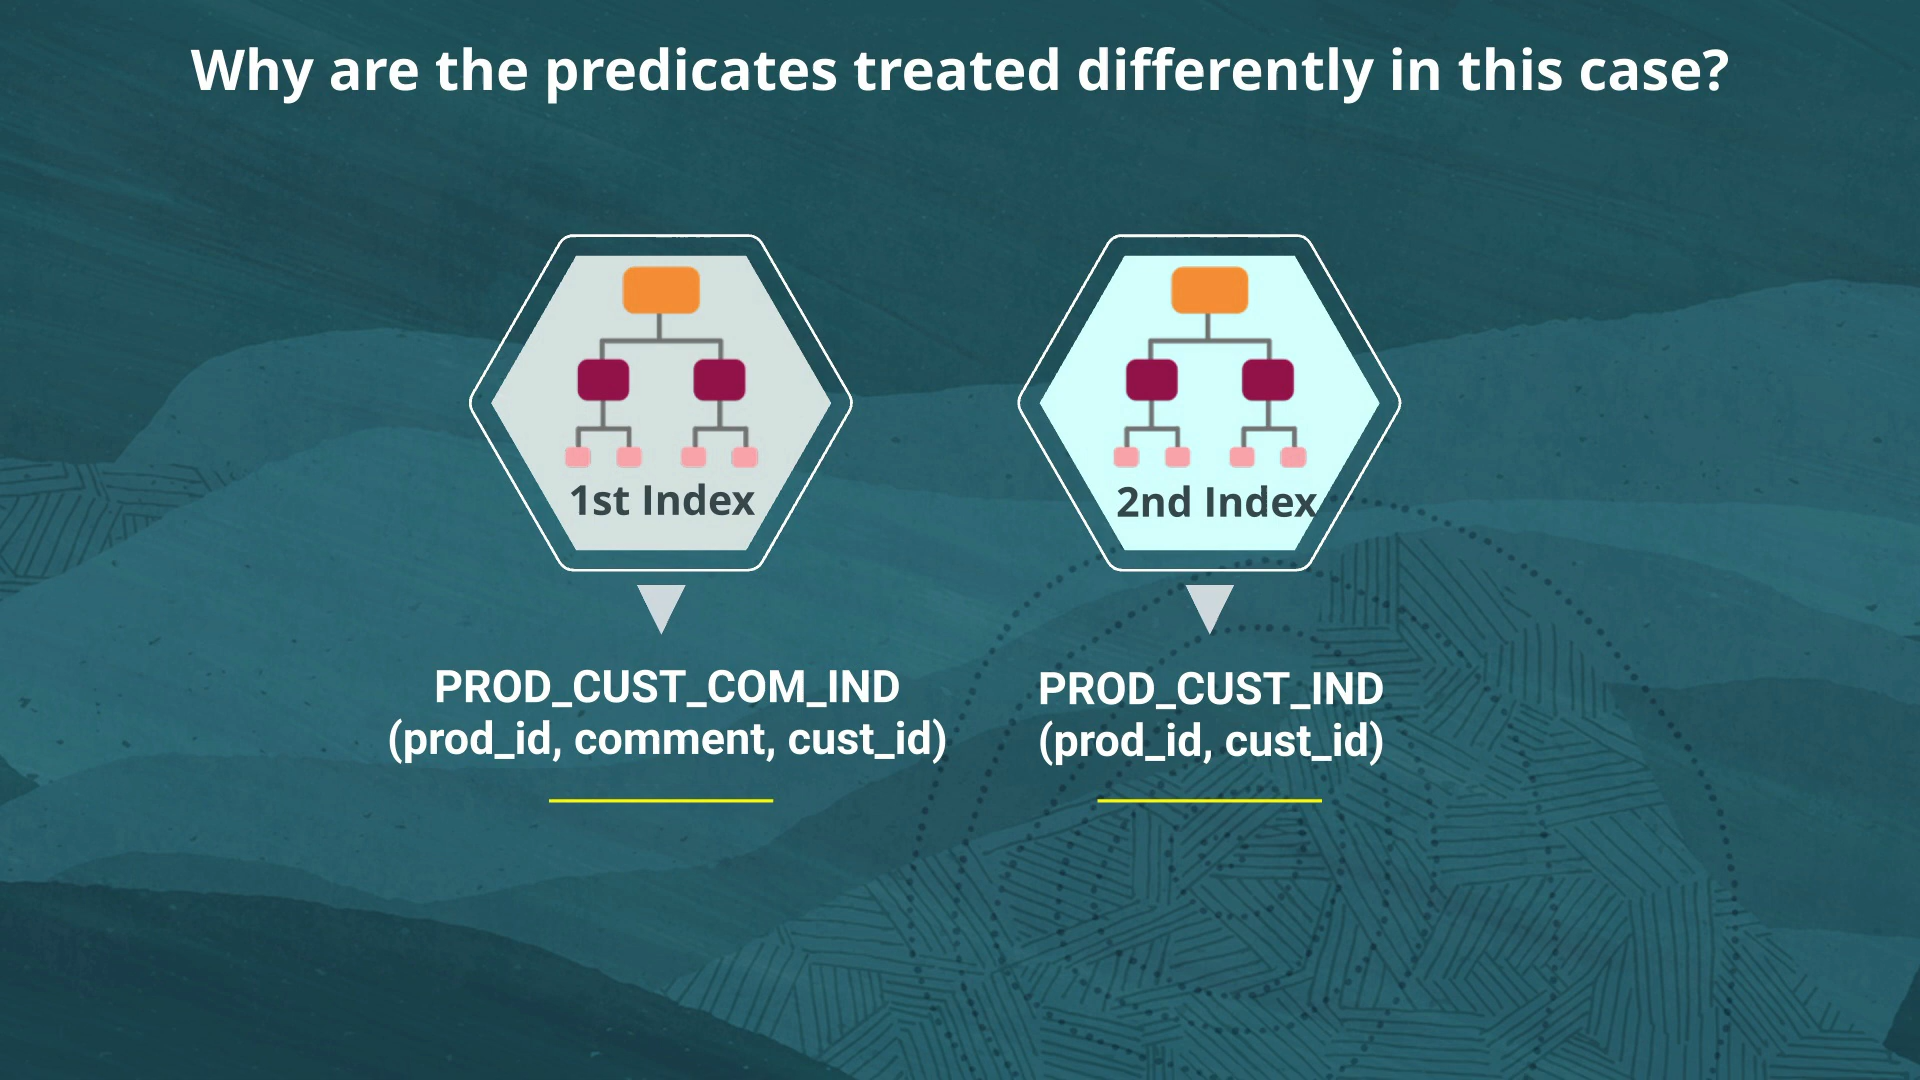 Why are the predicates treated differently in this case?
1st Index
PROD_CUST_COM_IND
(prod_id, comment, cust_id)
2nd Index
PROD_CUST_IND
(prod_id, cust_id)